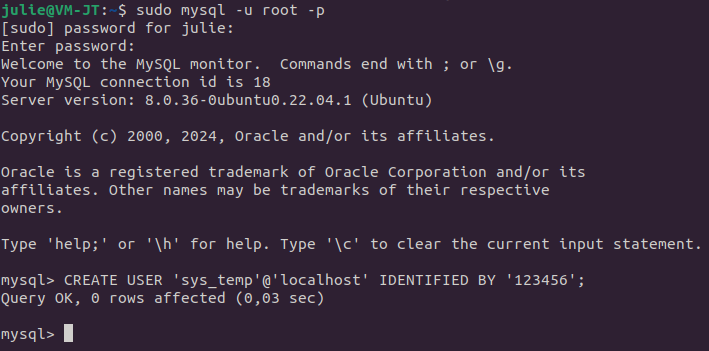 julie@VM-JT:~$ sudo mysql -u root -p
[sudo] password for julie:
Enter password:
Welcome to the MySQL monitor.  Commands end with ; or \g.
Your MySQL connection id is 18
Server version: 8.0.36-0ubuntu0.22.04.1 (Ubuntu)
Copyright (c) 2000, 2024, Oracle and/or its affiliates.
Oracle is a registered trademark of Oracle Corporation and/or its
affiliates. Other names may be trademarks of their respective
owners.
Type 'help;' or '\h' for help. Type '\c' to clear the current input statement.
mysql> CREATE USER 'sys_temp'@'localhost' IDENTIFIED BY '123456';
Query OK, 0 rows affected (0,03 sec)
mysql>